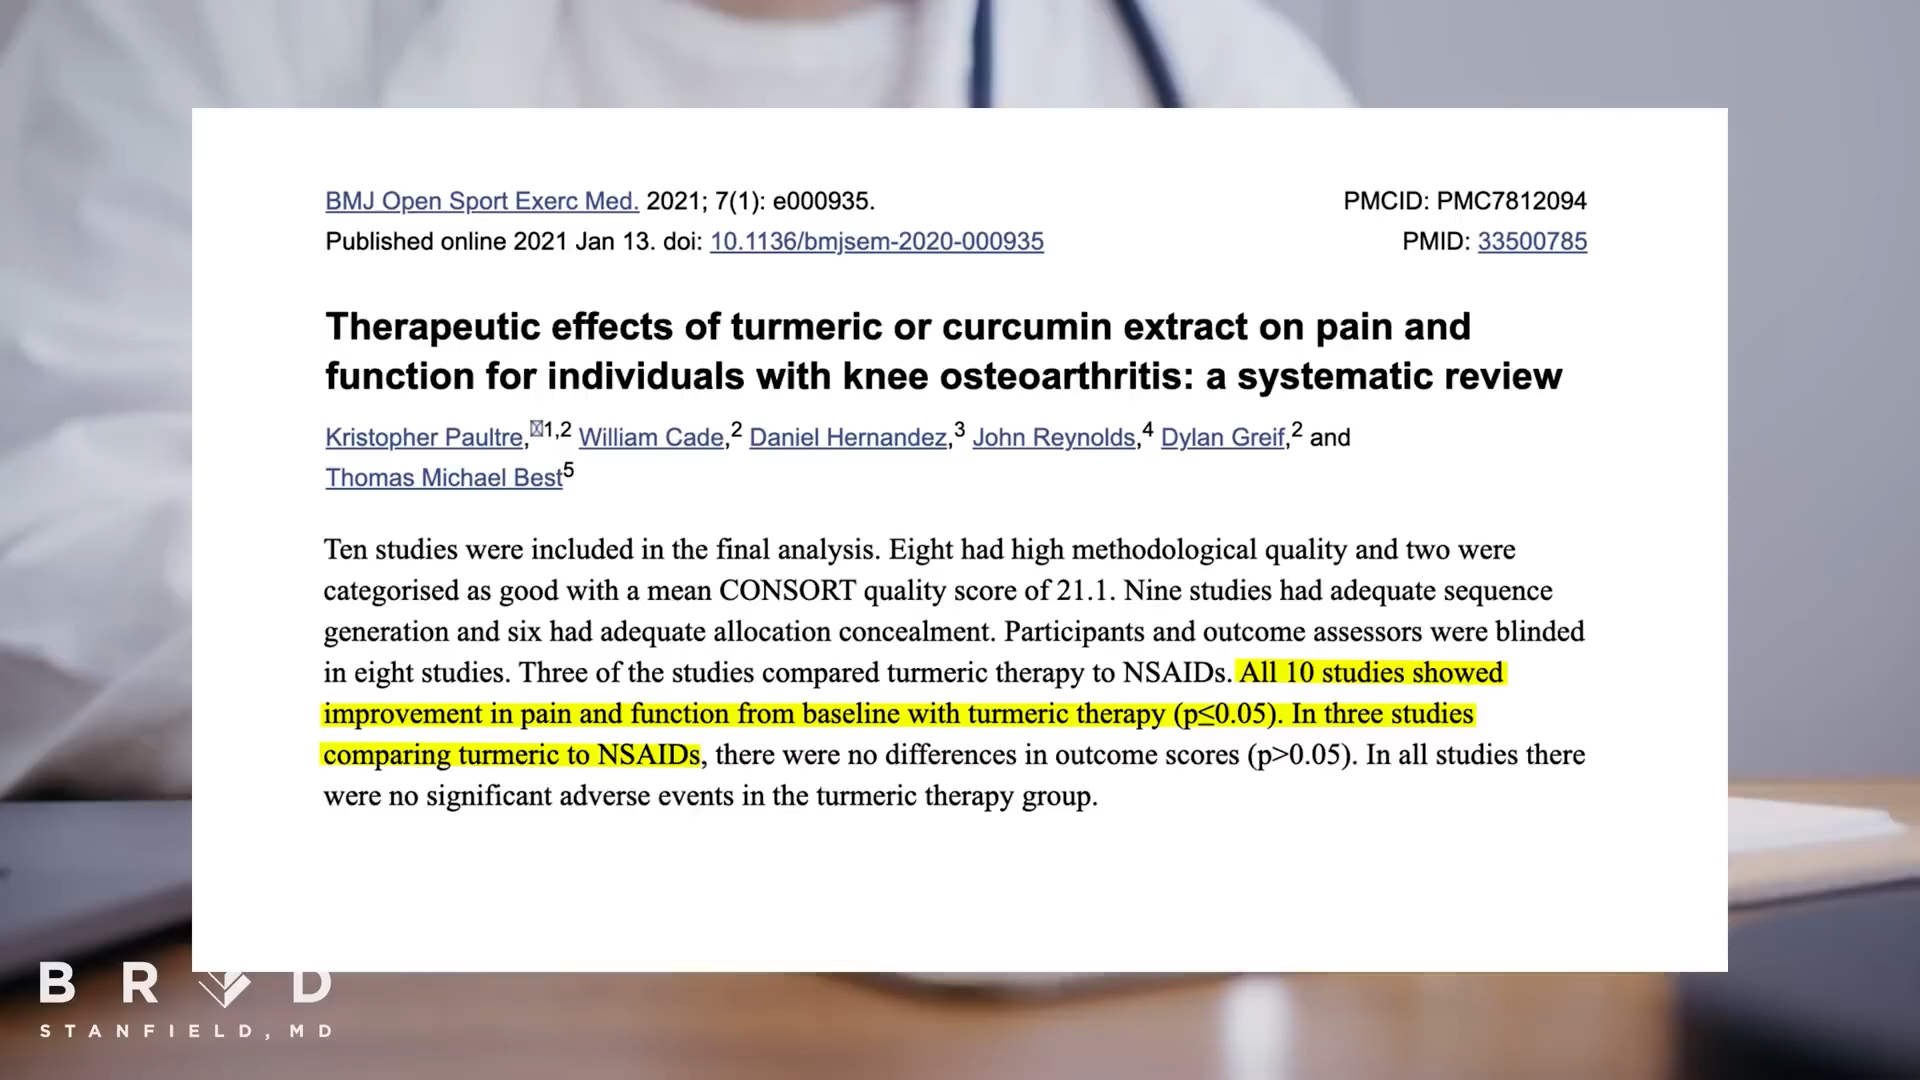 BMJ Open Sport Exerc Med. 2021; 7(1): e000935. PMCID: PMC7812094
Published online 2021 Jan 13. doi: 10.1136/bmjsem-2020-000935 PMID: 33500785
Therapeutic effects of turmeric or curcumin extract on pain and
function for individuals with knee osteoarthritis: a systematic review
Kristopher Paultre,1,2 William Cade,2 Daniel Hernandez,3 John Reynolds,4 Dylan Greif,2 and
Thomas Michael Best5
Ten studies were included in the final analysis. Eight had high methodological quality and two were
categorised as good with a mean CONSORT quality score of 21.1. Nine studies had adequate sequence
generation and six had adequate allocation concealment. Participants and outcome assessors were blinded
in eight studies. Three of the studies compared turmeric therapy to NSAIDs. All 10 studies showed
improvement in pain and function from baseline with turmeric therapy (p≤0.05). In three studies
comparing turmeric to NSAIDs, there were no differences in outcome scores (p>0.05). In all studies there
were no significant adverse events in the turmeric therapy group.
BRAD
STANFIELD, MD